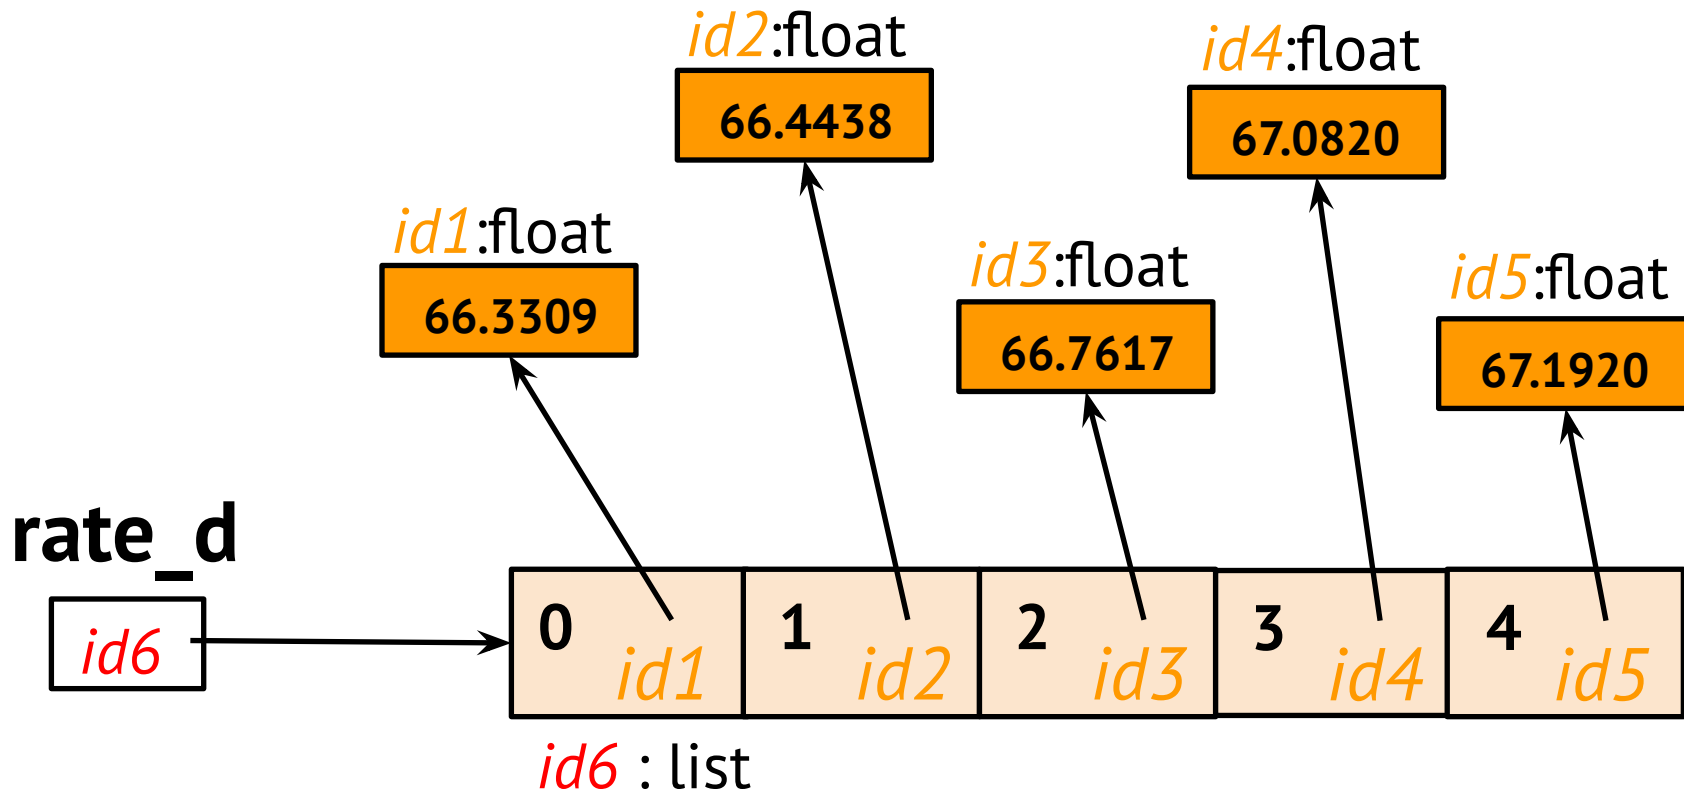 id2:float
66.4438
id4:float
67.0820
id1:float
66.3309
id3:float
66.7617
id5:float
67.1920
rate_d
id6
0 id1
1 id2
2 id3
3 id4
4 id5
id6 : list